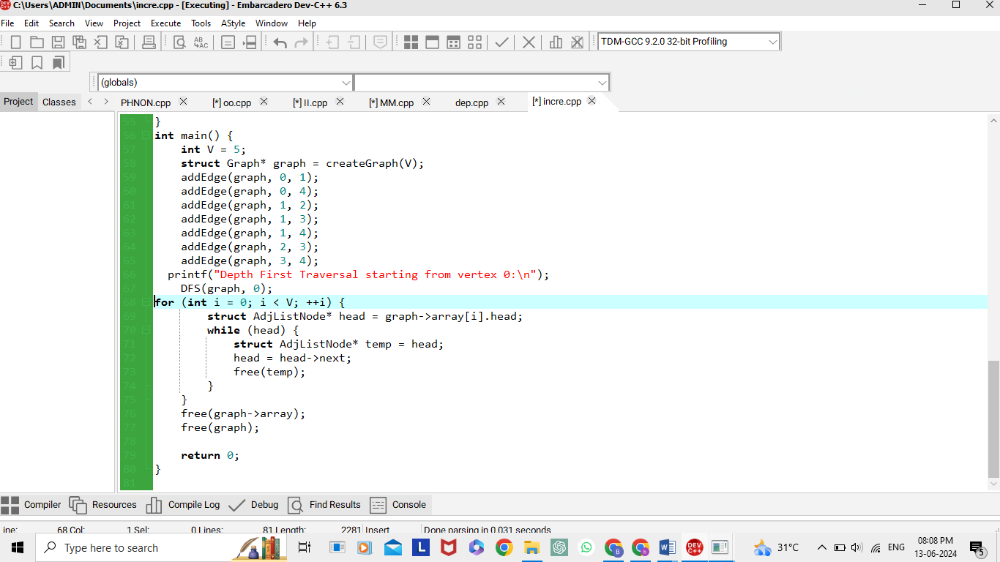 C:\Users\ADMIN\Documents\incre.cpp - [Executing] - Embarcadero Dev-C++ 6.3
File Edit Search View Project Execute Tools AStyle Window Help
TDM-GCC 9.2.0 32-bit Profiling
(globals)
Project Classes PHNON.cpp [*] oo.cpp [*] II.cpp [*] MM.cpp dep.cpp [*] incre.cpp
55 }
56 int main() {
57 int V = 5;
58 struct Graph* graph = createGraph(V);
59 addEdge(graph, 0, 1);
60 addEdge(graph, 0, 4);
61 addEdge(graph, 1, 2);
62 addEdge(graph, 1, 3);
63 addEdge(graph, 1, 4);
64 addEdge(graph, 2, 3);
65 addEdge(graph, 3, 4);
66 printf("Depth First Traversal starting from vertex 0:\n");
67 DFS(graph, 0);
68 for (int i = 0; i < V; ++i) {
69 struct AdjListNode* head = graph->array[i].head;
70 while (head) {
71 struct AdjListNode* temp = head;
72 head = head->next;
73 free(temp);
74 }
75 }
76 free(graph->array);
77 free(graph);
78
79 return 0;
80 }
81
Compiler Resources Compile Log Debug Find Results Console
ine: 68 Col: 1 Sel: 0 Lines: 81 Length: 2281 Insert Done parsing in 0.031 seconds
Type here to search 31°C ENG 08:08 PM
13-06-2024 5